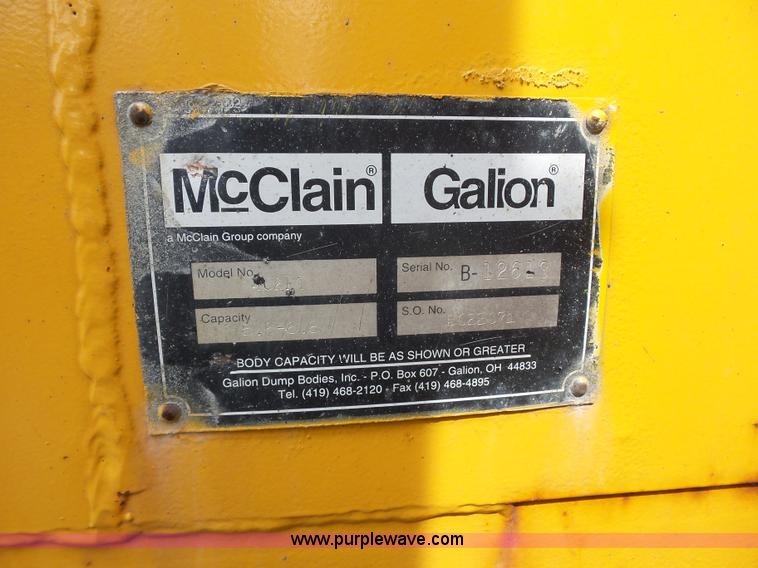 McClain® Galion®
a McClain Group company
Model No.
Serial No. B-
Capacity
S.O. No.
BODY CAPACITY WILL BE AS SHOWN OR GREATER
Galion Dump Bodies, Inc. - P.O. Box 607 - Galion, OH 44833
Tel. (419) 468-2120 - Fax (419) 468-4895
www.purplewave.com